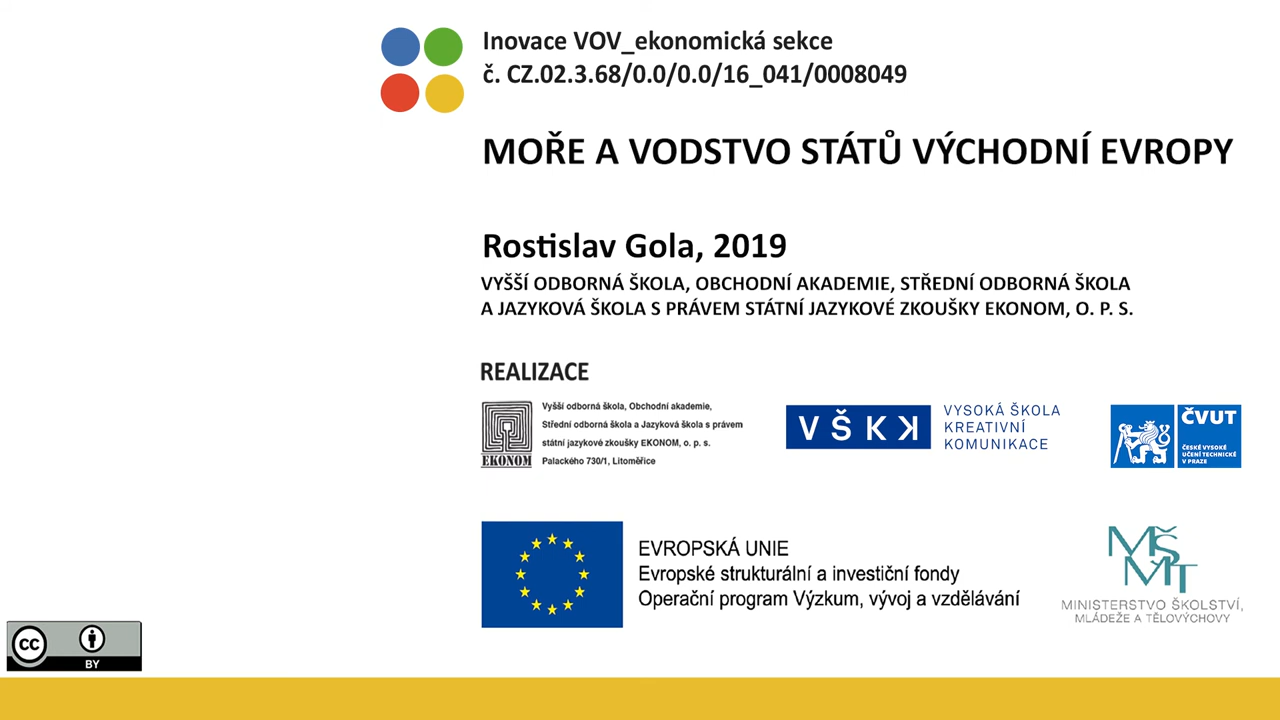 Inovace VOV_ekonomická sekce
č. CZ.02.3.68/0.0/0.0/16_041/0008049
MOŘE A VODSTVO STÁTŮ VÝCHODNÍ EVROPY
Rostislav Gola, 2019
VYŠŠÍ ODBORNÁ ŠKOLA, OBCHODNÍ AKADEMIE, STŘEDNÍ ODBORNÁ ŠKOLA
A JAZYKOVÁ ŠKOLA S PRÁVEM STÁTNÍ JAZYKOVÉ ZKOUŠKY EKONOM, O. P. S.
REALIZACE
EKONOM
Vyšší odborná škola, Obchodní akademie,
Střední odborná škola a Jazyková škola s právem
státní jazykové zkoušky EKONOM, o. p. s.
Palackého 730/1, Litoměřice
VŠKK
VYSOKÁ ŠKOLA
KREATIVNÍ
KOMUNIKACE
ČVUT
ČESKÉ VYSOKÉ
UČENÍ TECHNICKÉ
V PRAZE
EVROPSKÁ UNIE
Evropské strukturální a investiční fondy
Operační program Výzkum, vývoj a vzdělávání
MŠMT
MINISTERSTVO ŠKOLSTVÍ,
MLÁDEŽE A TĚLOVÝCHOVY
CC
BY